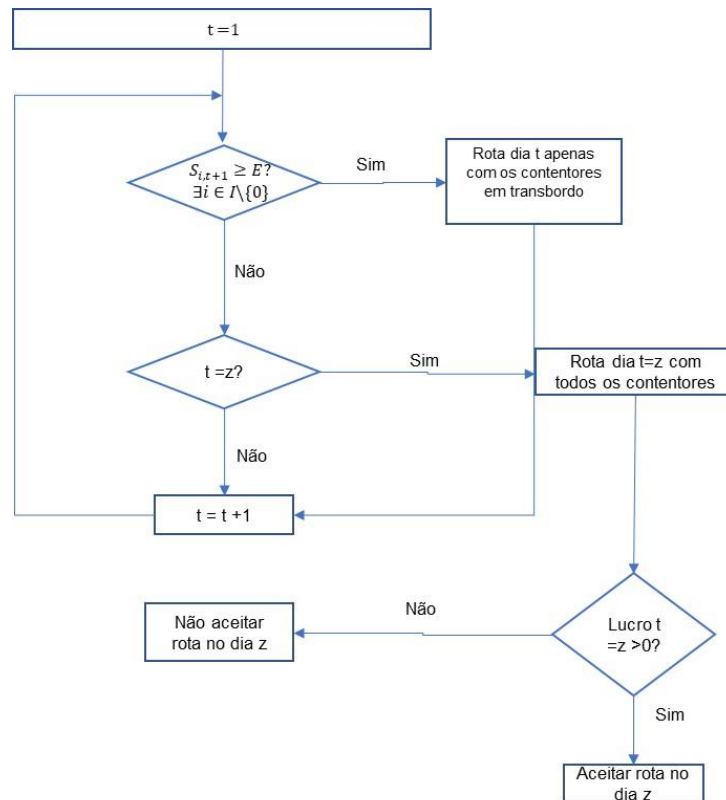 t =1
S_{i,t+1} ≥ E?
∃i ∈ I\{0}
Sim
Rota dia t apenas
com os contentores
em transbordo
Não
t =z?
Sim
Rota dia t=z com
todos os contentores
Não
t = t +1
Não aceitar
rota no dia z
Não
Lucro t
=z >0?
Sim
Aceitar rota no
dia z